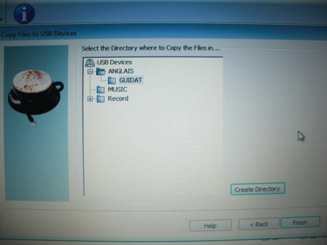 Copy Files to USB Devices
Select the Directory where to Copy the Files in...
USB Devices
ANGLAIS
GUIDAT
MUSIC
Record
Create Directory
Help
< Back
Finish